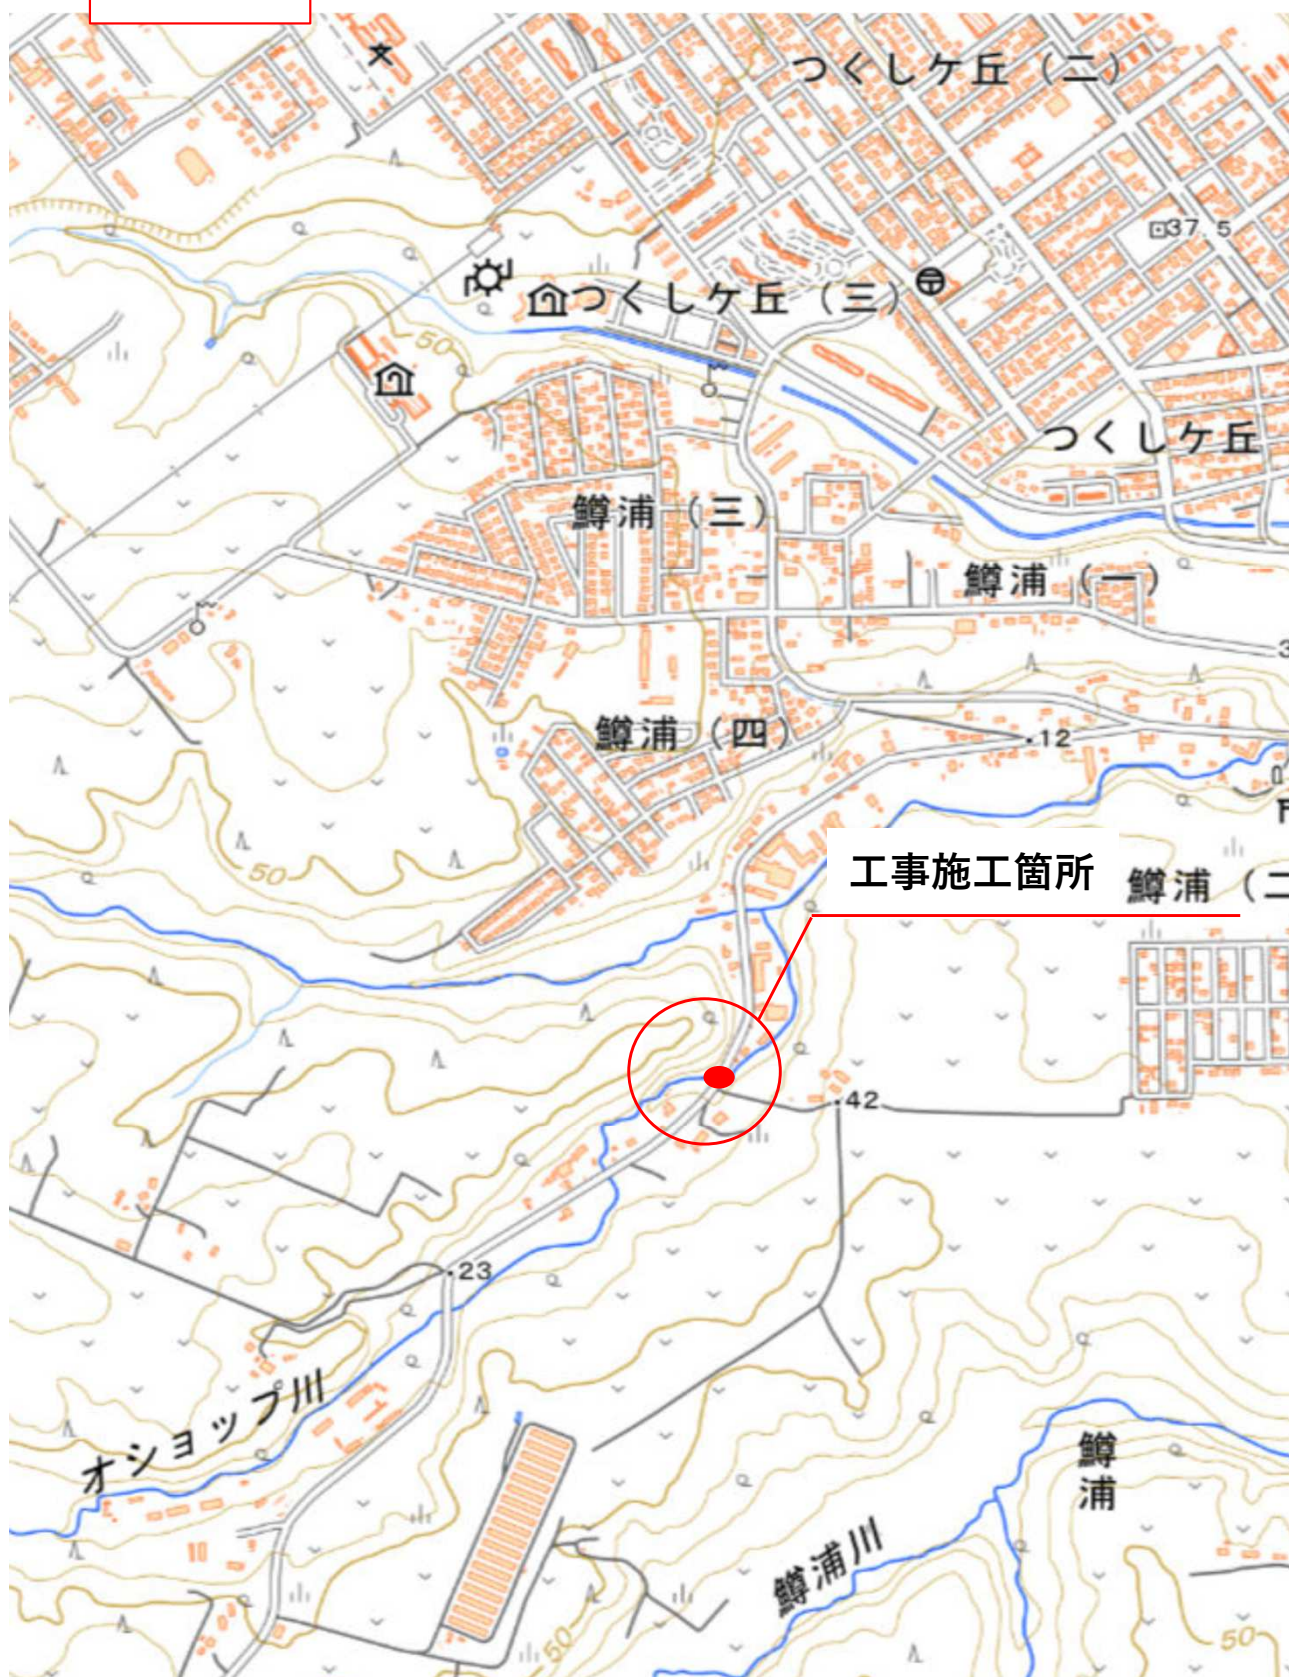 つくしケ丘(二)
37.5
つくしケ丘(三)
50
つくしケ丘
鱒浦(三)
鱒浦(一)
3
鱒浦(四)
12
50
工事施工箇所
鱒浦(二
42
23
オショップ川
鱒浦
鱒浦川
50
50